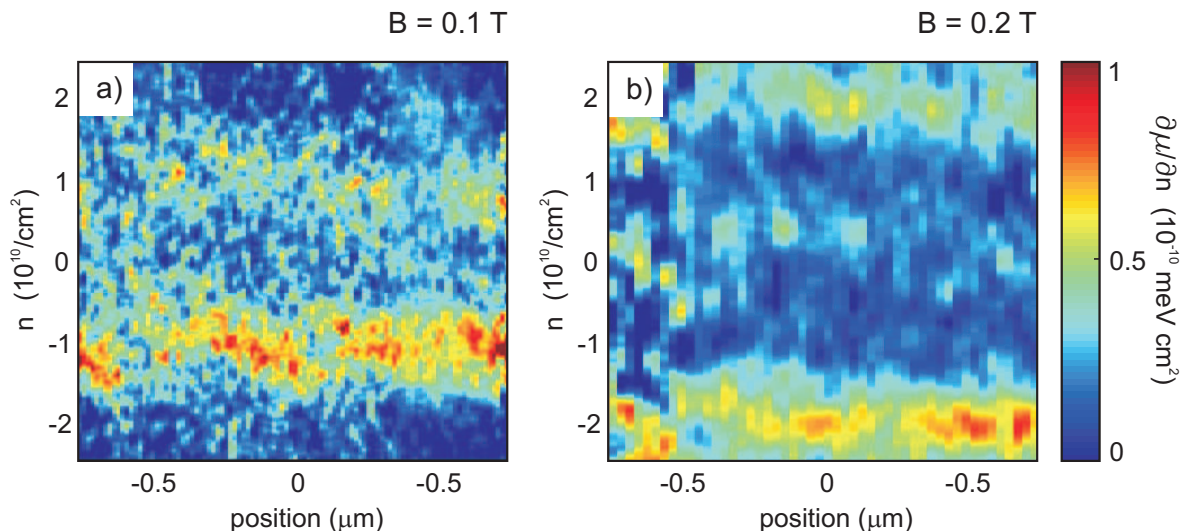 B = 0.1 T
B = 0.2 T
a)
n (10^10/cm^2)
2
1
0
-1
-2
-0.5
0
-0.5
position (μm)
b)
n (10^10/cm^2)
2
1
0
-1
-2
-0.5
0
-0.5
position (μm)
1
0.5
0
∂μ/∂n (10^-10 meV cm^2)